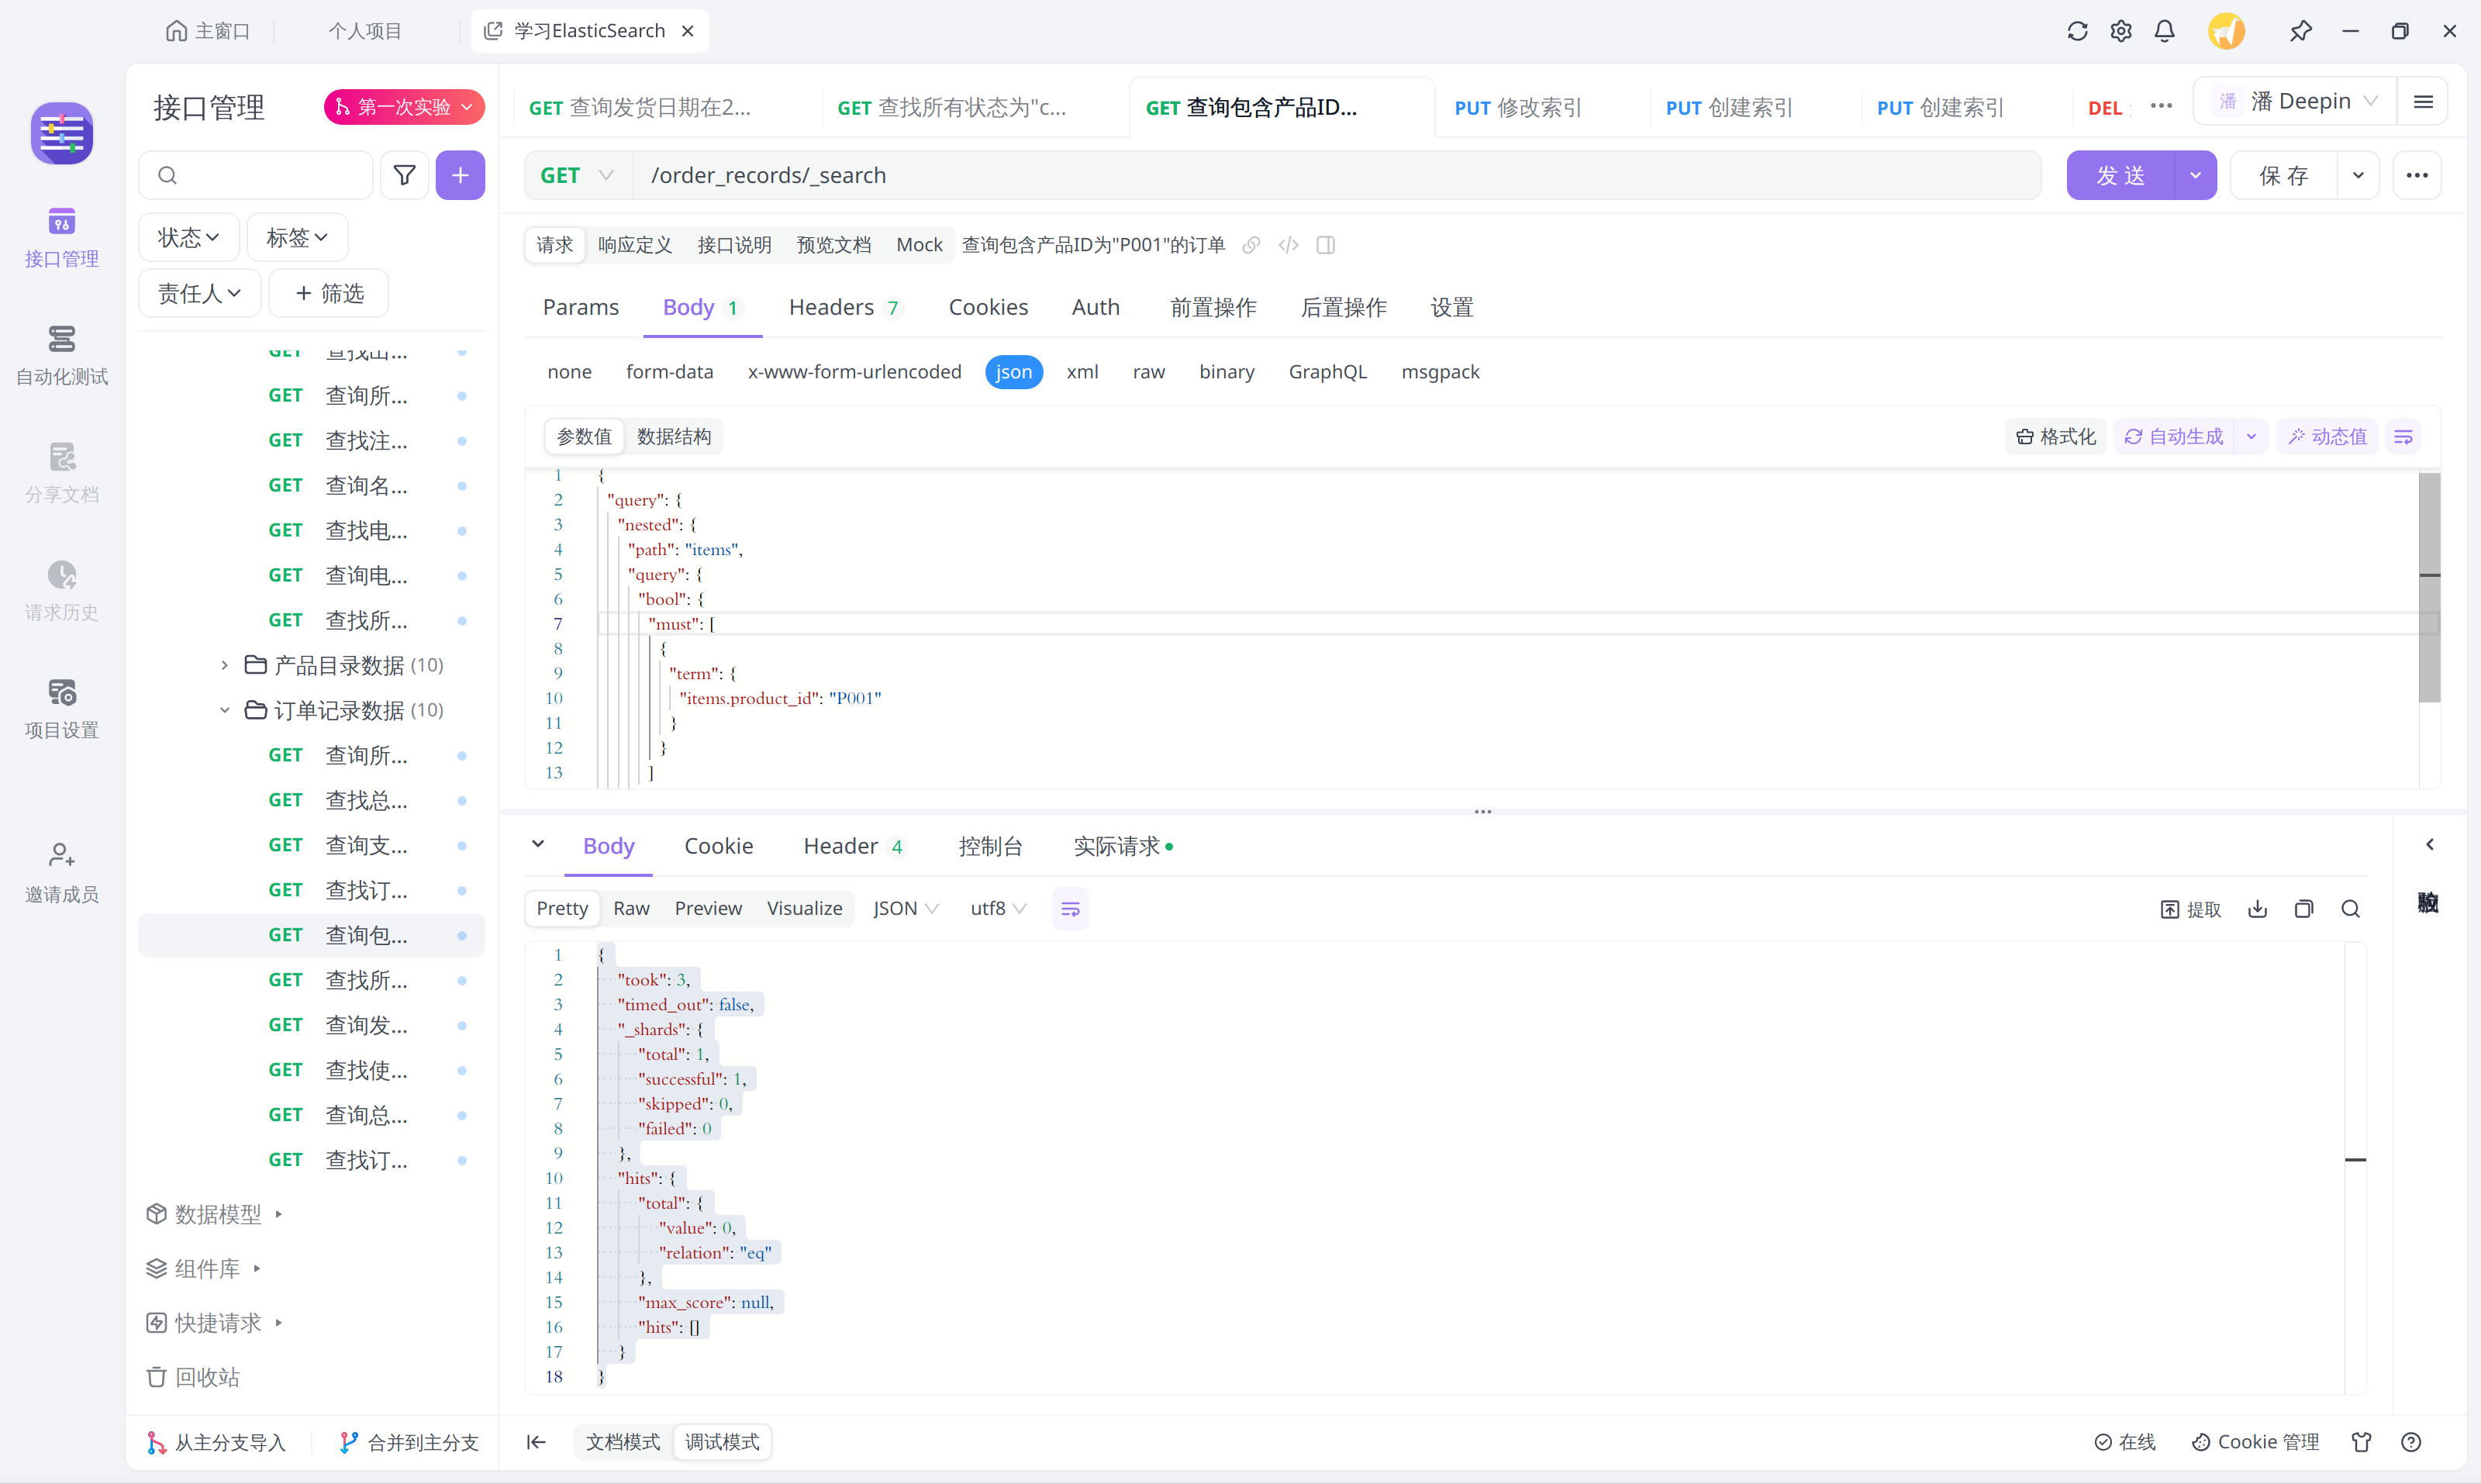 主窗口
个人项目
学习ElasticSearch
接口管理
自动化测试
分享文档
请求历史
项目设置
邀请成员
接口管理
第一次实验
状态
标签
责任人
筛选
GET 查找出...
GET 查询所...
GET 查找注...
GET 查询名...
GET 查找电...
GET 查询电...
GET 查找所...
产品目录数据 (10)
订单记录数据 (10)
GET 查询所...
GET 查找总...
GET 查询支...
GET 查找订...
GET 查询包...
GET 查找所...
GET 查询发...
GET 查找使...
GET 查询总...
GET 查找订...
数据模型
组件库
快捷请求
回收站
从主分支导入
合并到主分支
GET 查询发货日期在2...
GET 查找所有状态为"c...
GET 查询包含产品ID...
PUT 修改索引
PUT 创建索引
PUT 创建索引
DEL
潘 潘 Deepin
GET /order_records/_search
发送
保存
请求 响应定义 接口说明 预览文档 Mock 查询包含产品ID为"P001"的订单
Params Body 1 Headers 7 Cookies Auth 前置操作 后置操作 设置
none form-data x-www-form-urlencoded json xml raw binary GraphQL msgpack
参数值 数据结构
格式化 自动生成 动态值
1 {
2 "query": {
3 "nested": {
4 "path": "items",
5 "query": {
6 "bool": {
7 "must": [
8 {
9 "term": {
10 "items.product_id": "P001"
11 }
12 }
13 ]
Body Cookie Header 4 控制台 实际请求
Pretty Raw Preview Visualize JSON utf8
提取
1 {
2 "took": 3,
3 "timed_out": false,
4 "_shards": {
5 "total": 1,
6 "successful": 1,
7 "skipped": 0,
8 "failed": 0
9 },
10 "hits": {
11 "total": {
12 "value": 0,
13 "relation": "eq"
14 },
15 "max_score": null,
16 "hits": []
17 }
18 }
文档模式 调试模式
在线
Cookie 管理